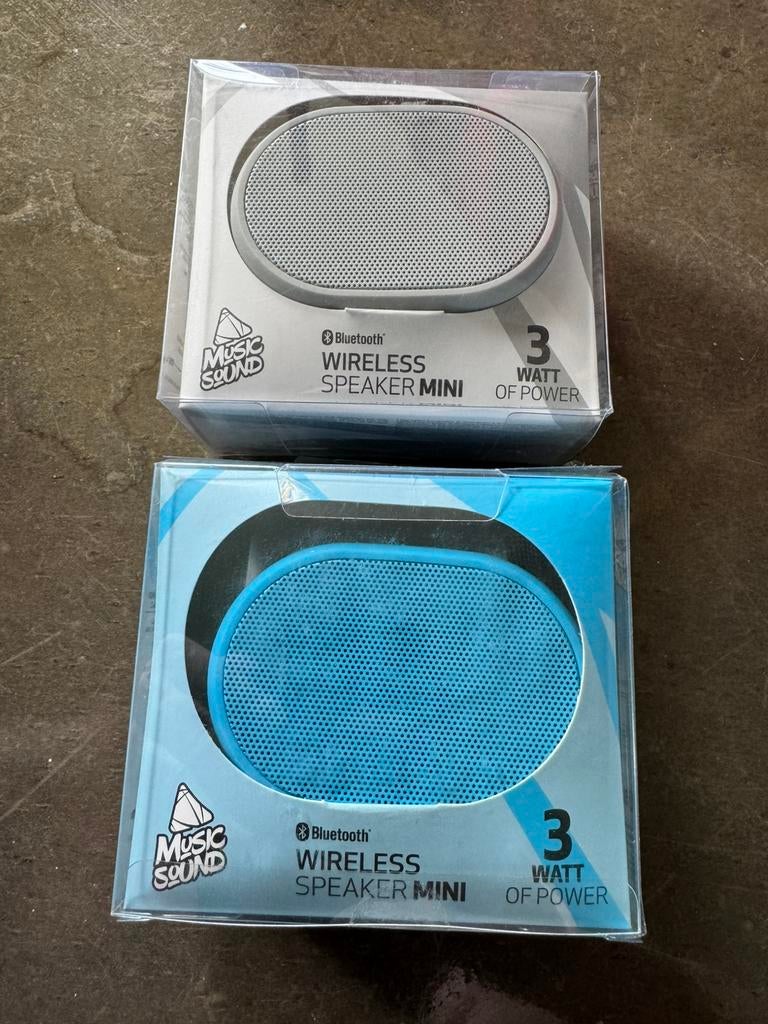 MUSIC
SOUND
Bluetooth
WIRELESS
SPEAKER MINI
3
WATT
OF POWER
MUSIC
SOUND
Bluetooth
WIRELESS
SPEAKER MINI
3
WATT
OF POWER